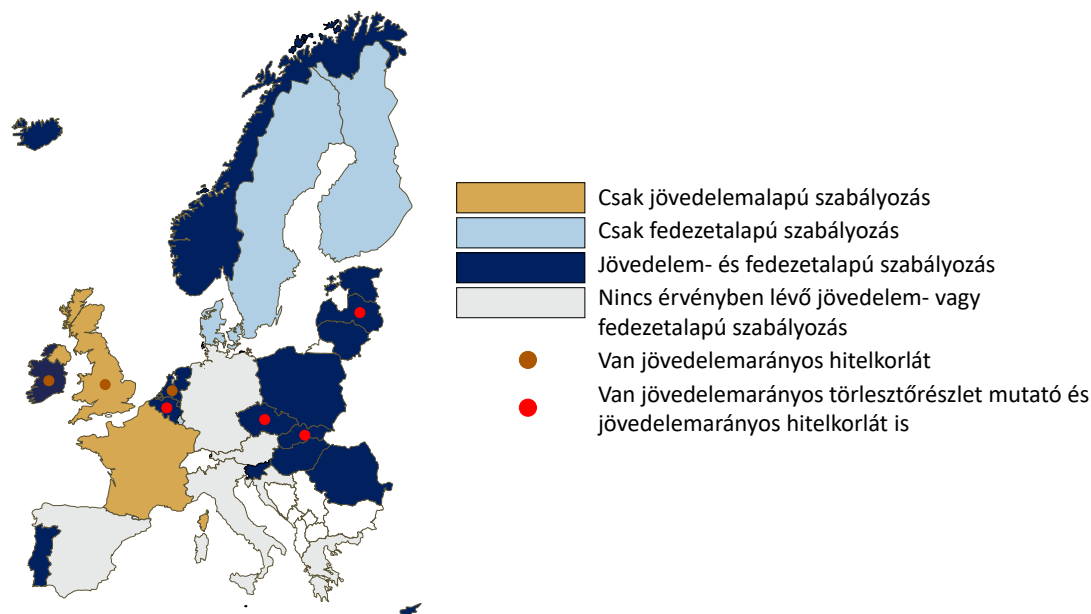 Csak jövedelemalapú szabályozás
Csak fedezetalapú szabályozás
Jövedelem- és fedezetalapú szabályozás
Nincs érvényben lévő jövedelem- vagy
fedezetalapú szabályozás
Van jövedelemarányos hitelkorlát
Van jövedelemarányos törlesztőrészlet mutató és
jövedelemarányos hitelkorlát is